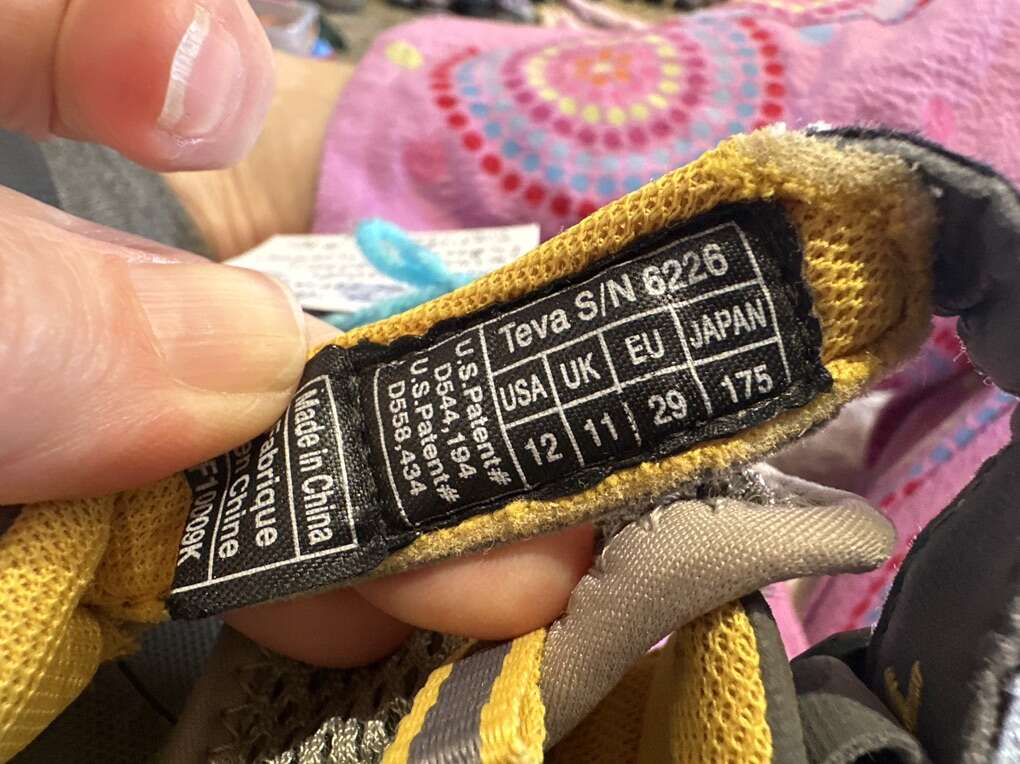 Teva S/N 6226
USA UK EU JAPAN
12 11 29 175
U.S.Patent#
D544,194
U.S.Patent#
D558,434
Made in China
Fabrique
en Chine
F10009K